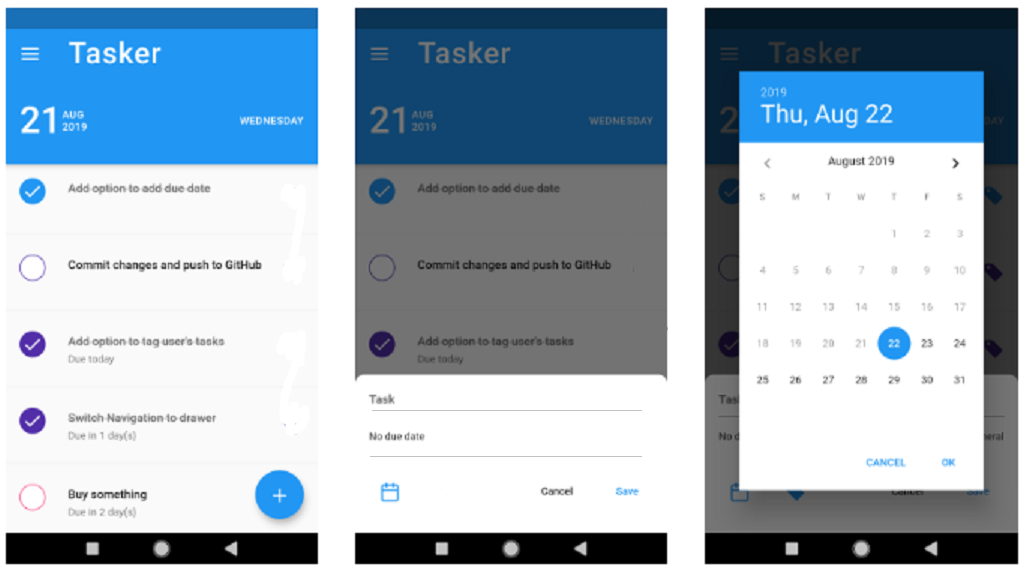 Tasker
21 AUG
2019
WEDNESDAY
Add option to add due date
Commit changes and push to GitHub
Add option to tag user's tasks
Due today
Switch Navigation to drawer
Due in 1 day(s)
Buy something
Due in 2 day(s)
Tasker
21 AUG
2019
WEDNESDAY
Add option to add due date
Commit changes and push to GitHub
Add option to tag user's tasks
Due today
Task
No due date
Cancel Save
Tasker
2019
Thu, Aug 22
2 DAY
August 2019
S M T W T F S
1 2 3
4 5 6 7 8 9 10
11 12 13 14 15 16 17
18 19 20 21 22 23 24
25 26 27 28 29 30 31
Tas
No d neral
CANCEL OK
Cancel Save